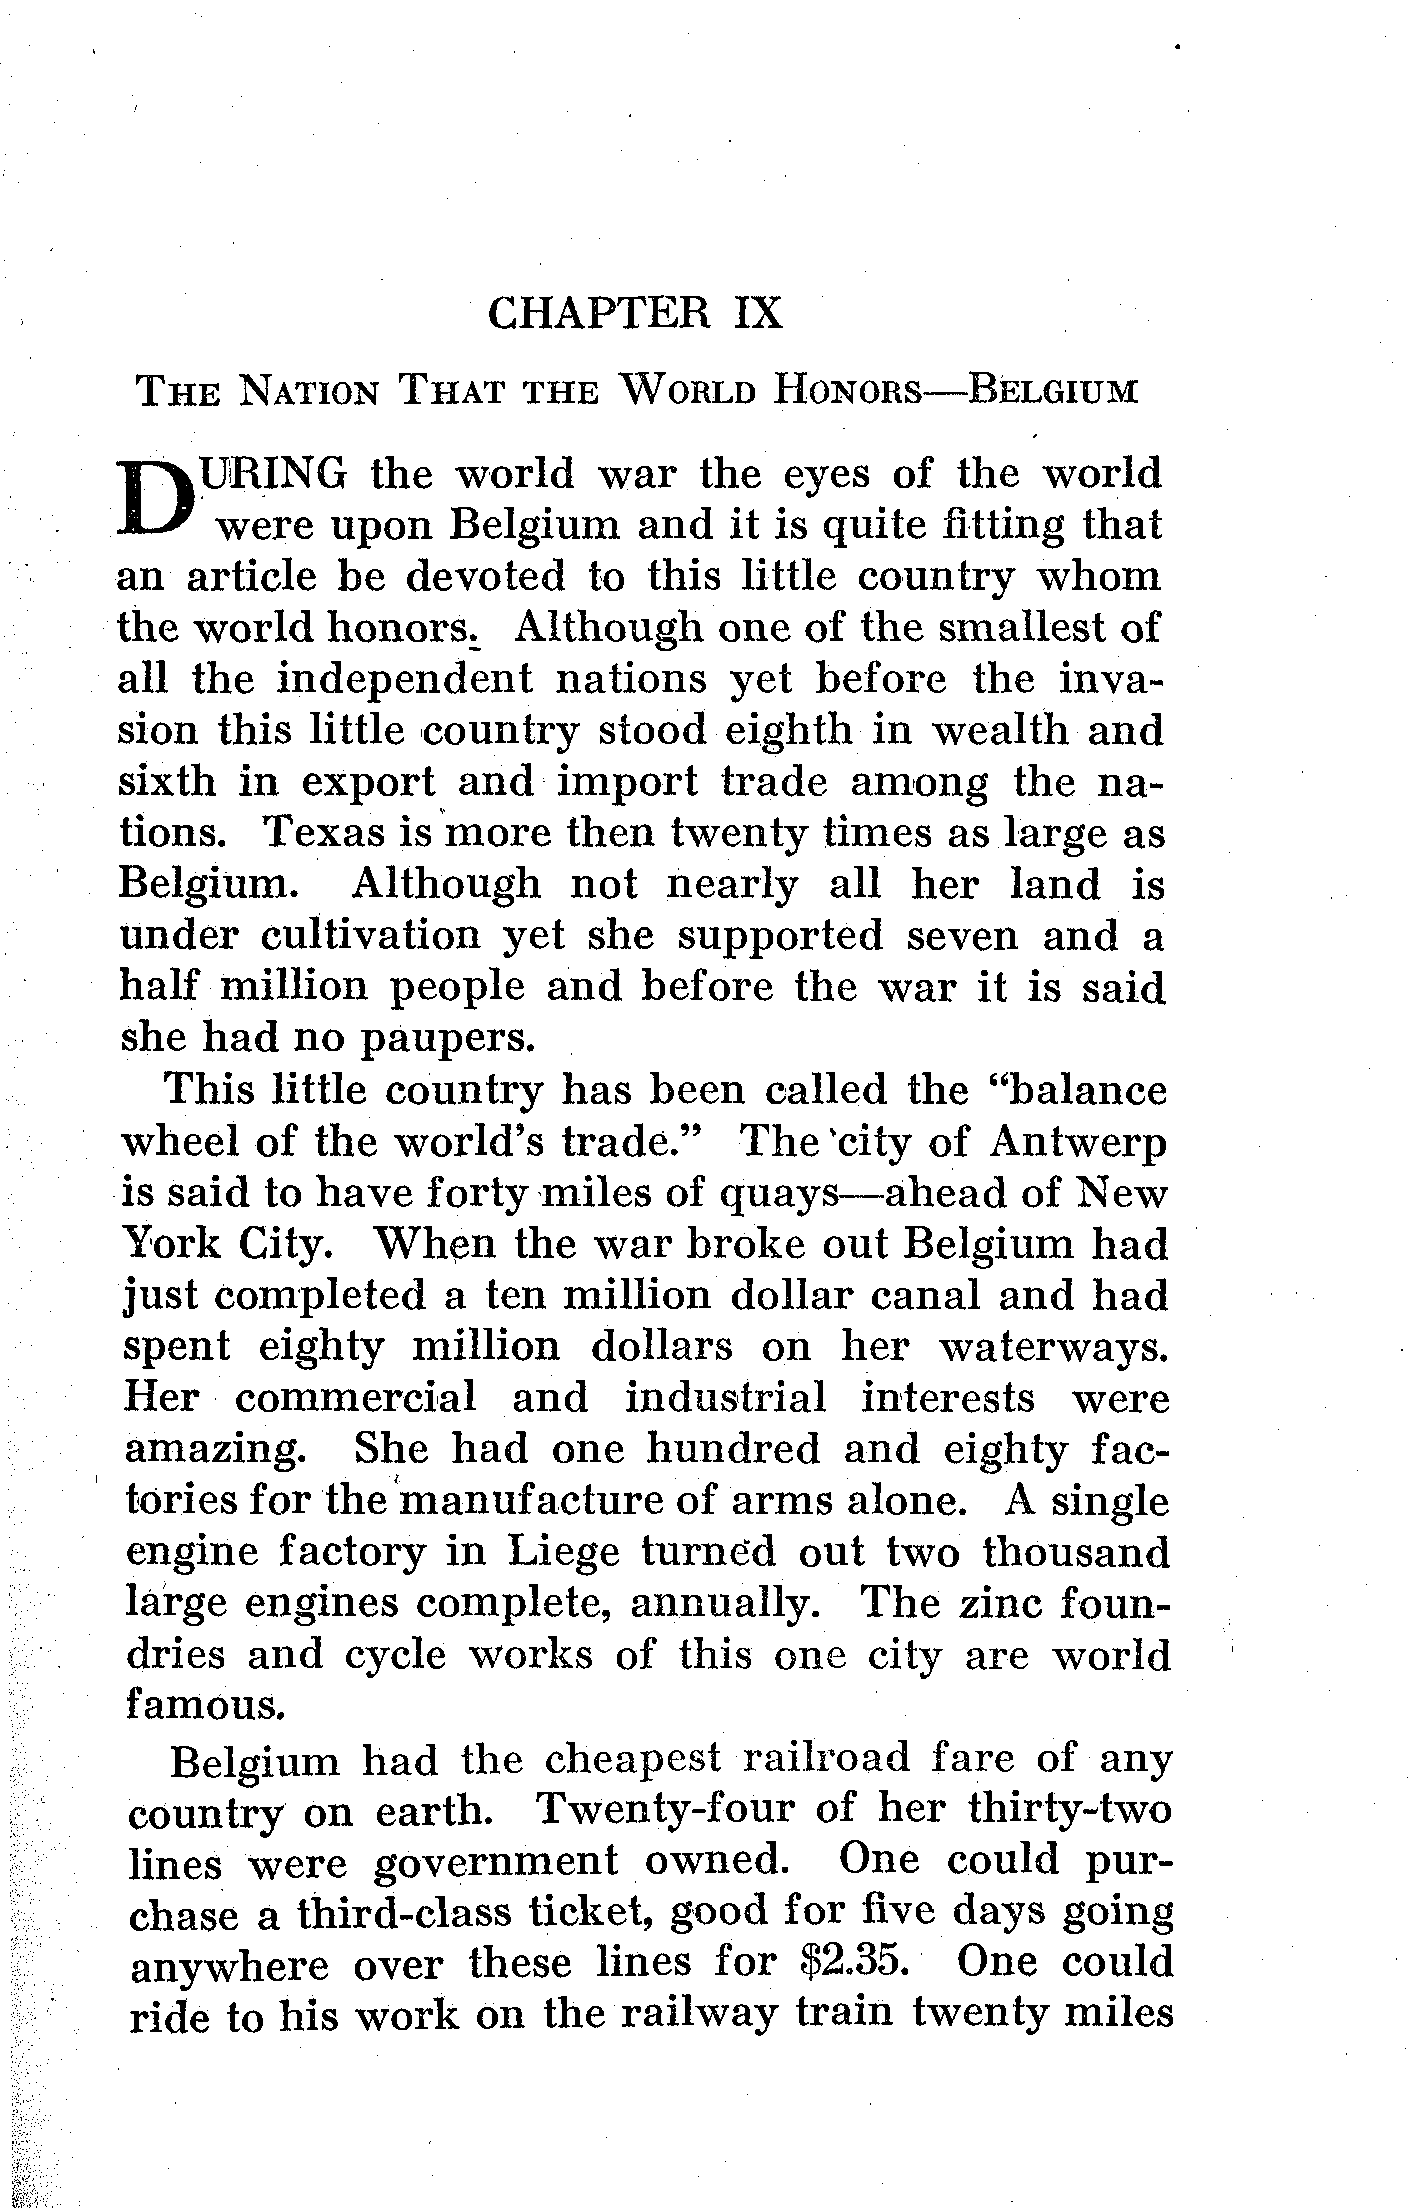 CHAPTER IX
THE NATION THAT THE WORLD HONORS—BELGIUM
DURING the world war the eyes of the world
were upon Belgium and it is quite fitting that
an article be devoted to this little country whom
the world honors. Although one of the smallest of
all the independent nations yet before the inva-
sion this little country stood eighth in wealth and
sixth in export and import trade among the na-
tions. Texas is more then twenty times as large as
Belgium. Although not nearly all her land is
under cultivation yet she supported seven and a
half million people and before the war it is said
she had no paupers.
This little country has been called the “balance
wheel of the world’s trade.” The city of Antwerp
is said to have forty miles of quays—ahead of New
York City. When the war broke out Belgium had
just completed a ten million dollar canal and had
spent eighty million dollars on her waterways.
Her commercial and industrial interests were
amazing. She had one hundred and eighty fac-
tories for the manufacture of arms alone. A single
engine factory in Liege turned out two thousand
large engines complete, annually. The zinc foun-
dries and cycle works of this one city are world
famous.
Belgium had the cheapest railroad fare of any
country on earth. Twenty-four of her thirty-two
lines were government owned. One could pur-
chase a third-class ticket, good for five days going
anywhere over these lines for $2.35. One could
ride to his work on the railway train twenty miles